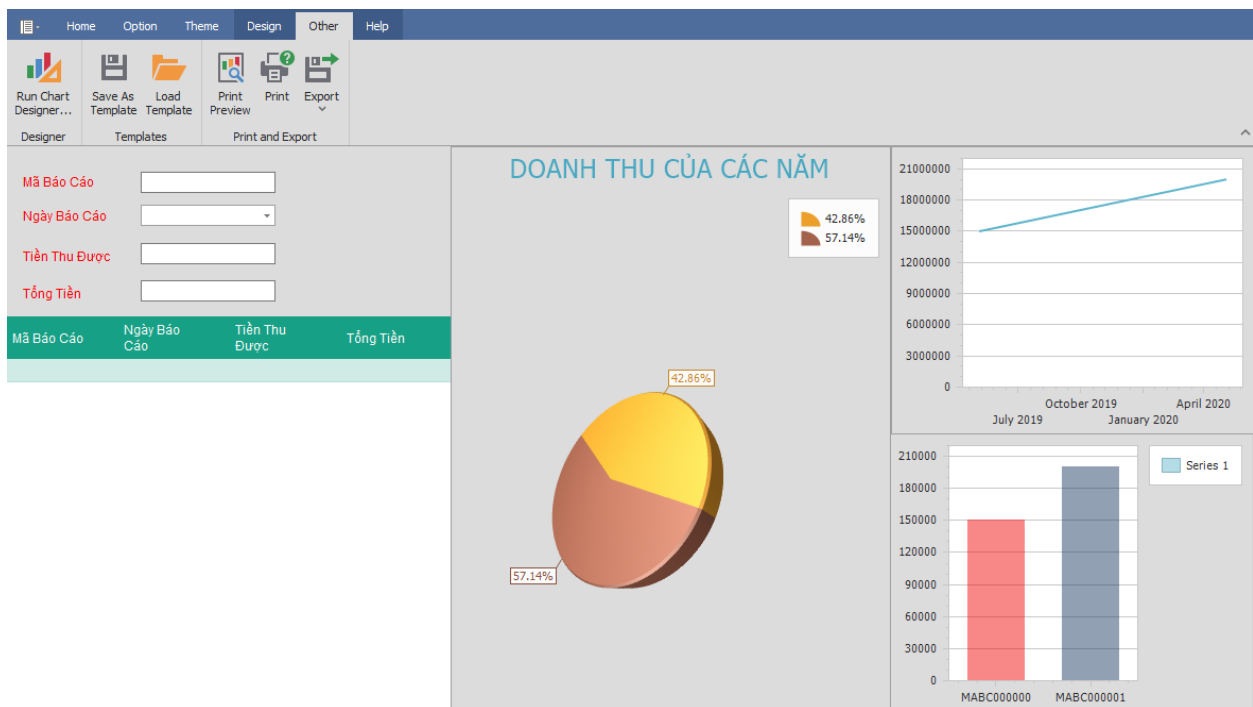 Home Option Theme Design Other Help
Run Chart Designer...
Save As Template
Load Template
Print Preview
Print
Export
Designer
Templates
Print and Export
Mã Báo Cáo
Ngày Báo Cáo
Tiền Thu Được
Tổng Tiền
Mã Báo Cáo
Ngày Báo
Cáo
Tiền Thu
Được
Tổng Tiền
DOANH THU CỦA CÁC NĂM
42.86%
57.14%
42.86%
57.14%
21000000
18000000
15000000
12000000
9000000
6000000
3000000
0
October 2019 April 2020
July 2019 January 2020
210000
180000
150000
120000
90000
60000
30000
0
MABC000000 MABC000001
Series 1